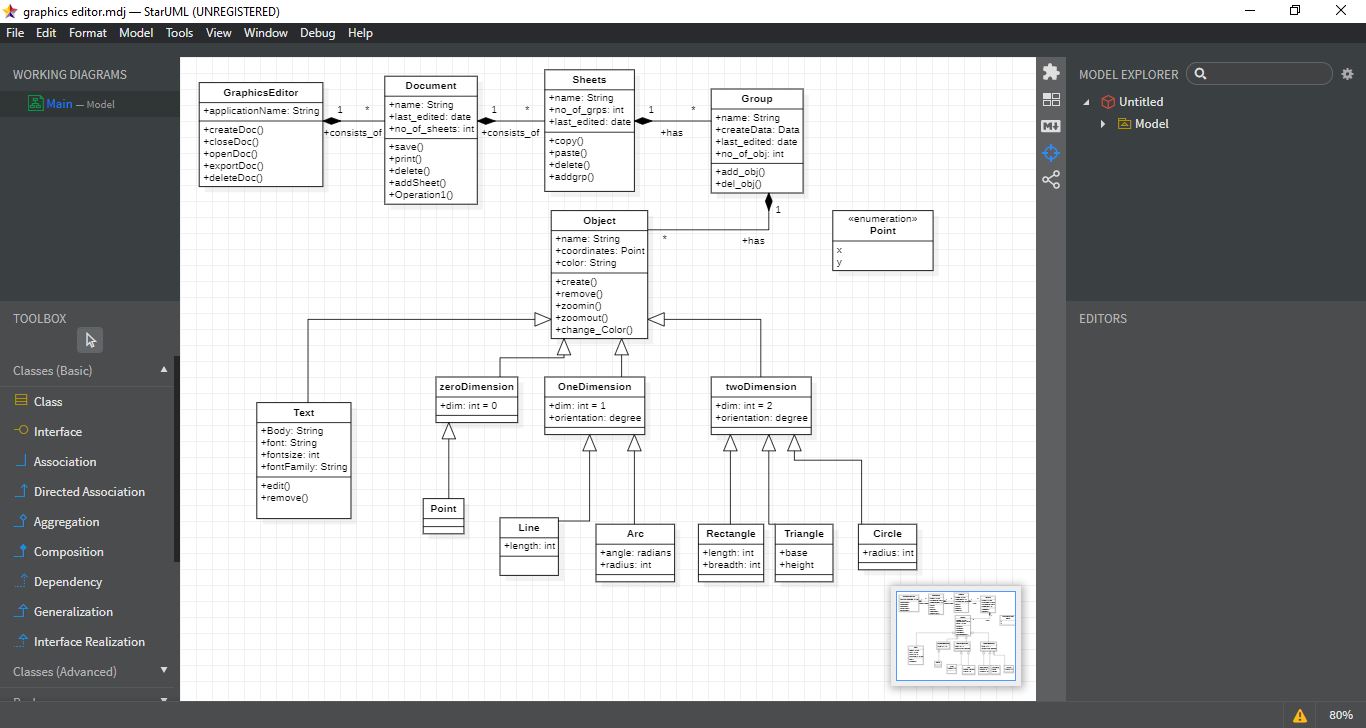 graphics editor.mdj — StarUML (UNREGISTERED)
File Edit Format Model Tools View Window Debug Help
WORKING DIAGRAMS
Main — Model
TOOLBOX
Classes (Basic)
Class
Interface
Association
Directed Association
Aggregation
Composition
Dependency
Generalization
Interface Realization
Classes (Advanced)
GraphicsEditor
+applicationName: String
+createDoc()
+closeDoc()
+openDoc()
+exportDoc()
+deleteDoc()
1 *
+consists_of
Document
+name: String
+last_edited: date
+no_of_sheets: int
+save()
+print()
+delete()
+addSheet()
+Operation1()
1 *
+consists_of
Sheets
+name: String
+no_of_grps: int
+last_edited: date
+copy()
+paste()
+delete()
+addgrp()
1 *
+has
Group
+name: String
+createData: Data
+last_edited: date
+no_of_obj: int
+add_obj()
+del_obj()
1
*
+has
Object
+name: String
+coordinates: Point
+color: String
+create()
+remove()
+zoomin()
+zoomout()
+change_Color()
«enumeration»
Point
x
y
Text
+Body: String
+font: String
+fontsize: int
+fontFamily: String
+edit()
+remove()
zeroDimension
+dim: int = 0
OneDimension
+dim: int = 1
+orientation: degree
twoDimension
+dim: int = 2
+orientation: degree
Point
Line
+length: int
Arc
+angle: radians
+radius: int
Rectangle
+length: int
+breadth: int
Triangle
+base
+height
Circle
+radius: int
MODEL EXPLORER
Untitled
Model
EDITORS
80%